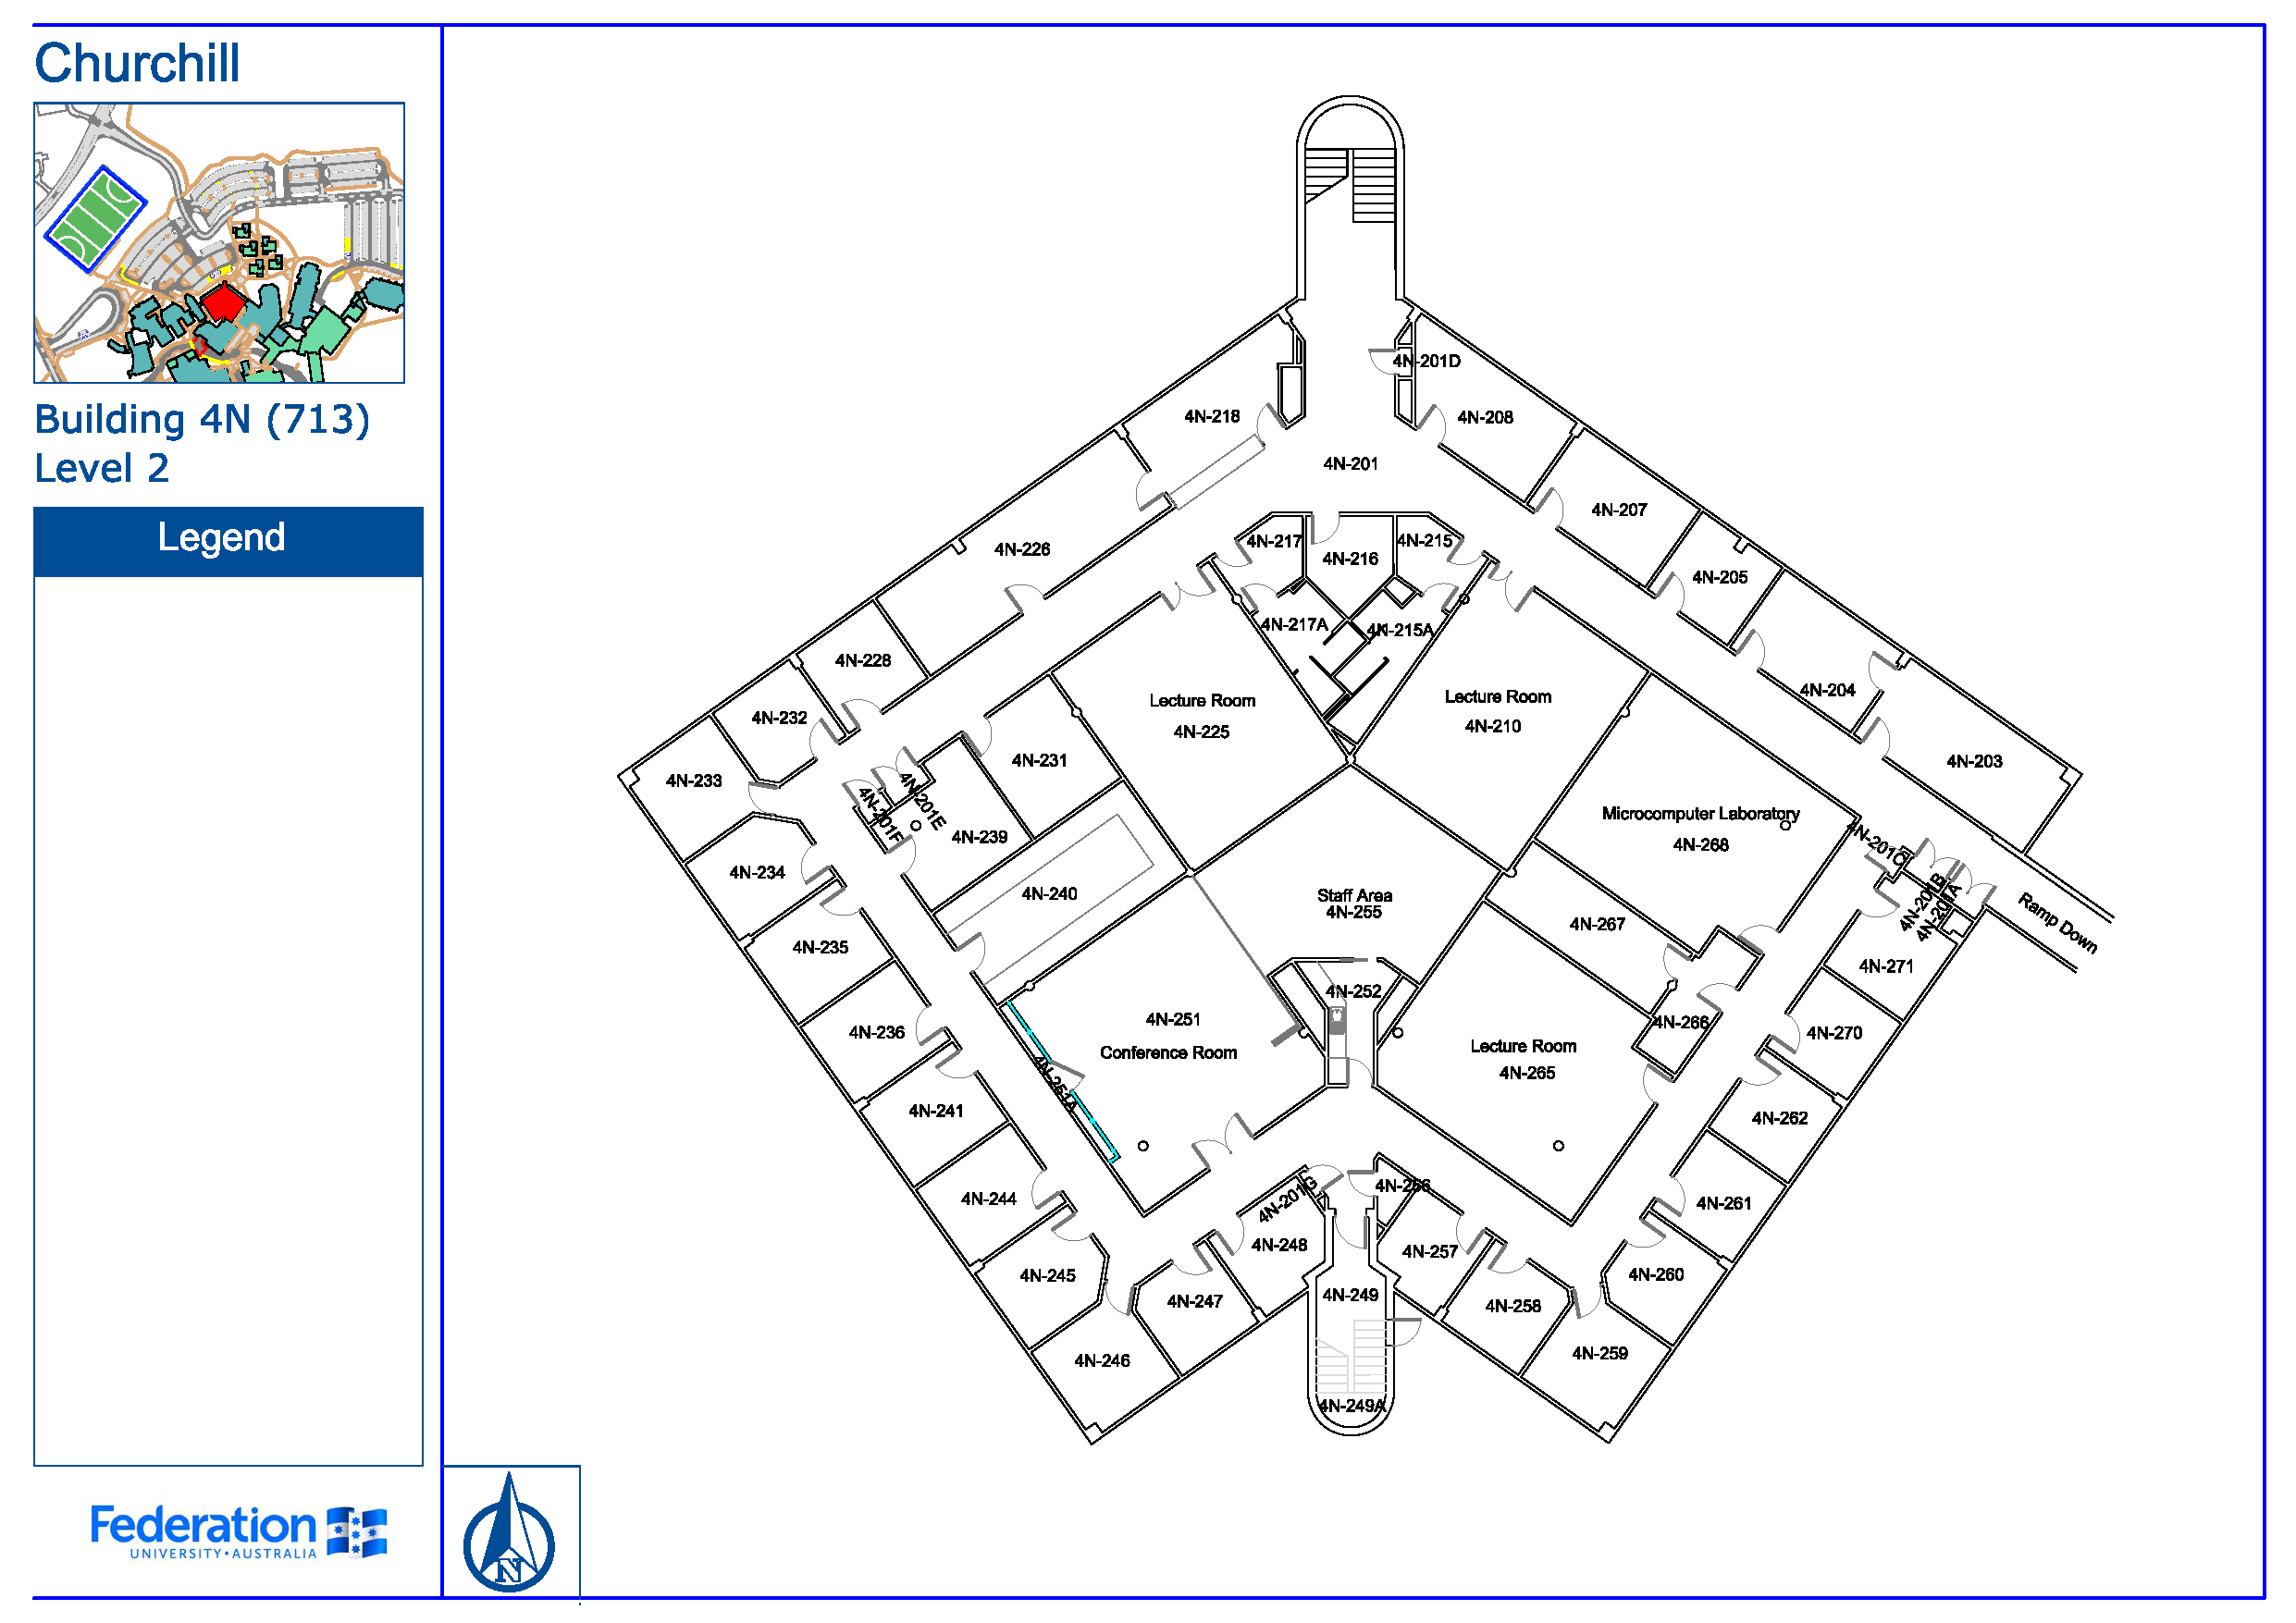 Churchill
Building 4N (713)
Level 2
Legend
Federation
UNIVERSITY • AUSTRALIA
N
4N-201D
4N-218
4N-208
4N-201
4N-207
4N-226
4N-217
4N-216
4N-215
4N-205
4N-217A
4N-215A
4N-228
4N-204
4N-232
Lecture Room
4N-225
Lecture Room
4N-210
4N-233
4N-231
4N-203
4N-201E
4N-201F
4N-239
Microcomputer Laboratory
4N-268
4N-201C
4N-234
4N-240
Staff Area
4N-255
4N-267
4N-201B
4N-201A
Ramp Down
4N-235
4N-271
4N-252
4N-236
4N-251
Conference Room
4N-266
4N-270
Lecture Room
4N-265
4N-251A
4N-241
4N-262
4N-244
4N-201G
4N-256
4N-261
4N-248
4N-257
4N-245
4N-247
4N-249
4N-258
4N-260
4N-246
4N-259
4N-249A